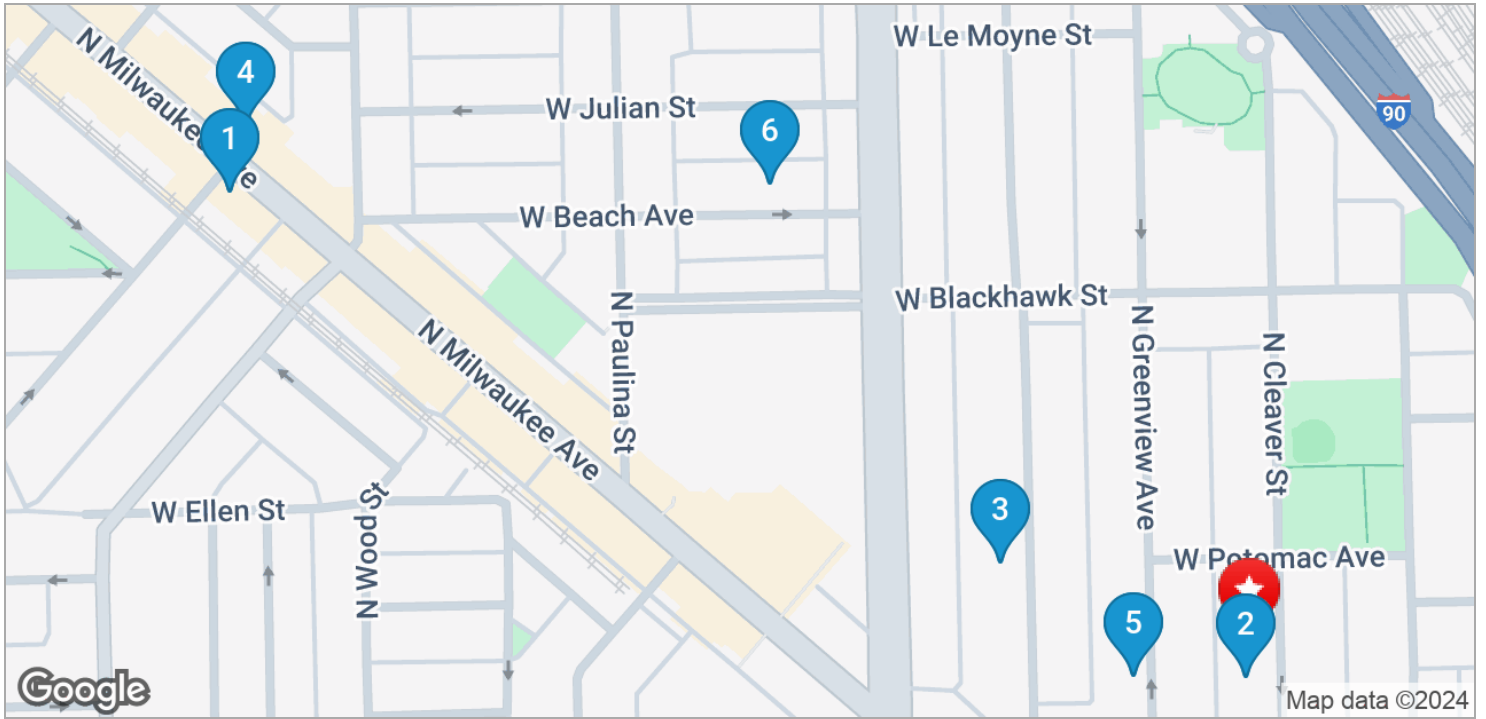 W Le Moyne St
N Milwaukee Ave
4
90
W Julian St
6
1
W Beach Ave
W Blackhawk St
N Paulina St
N Greenview Ave
N Cleaver St
N Milwaukee Ave
3
W Ellen St
N Wood St
W Potomac Ave
5
2
Google
Map data ©2024